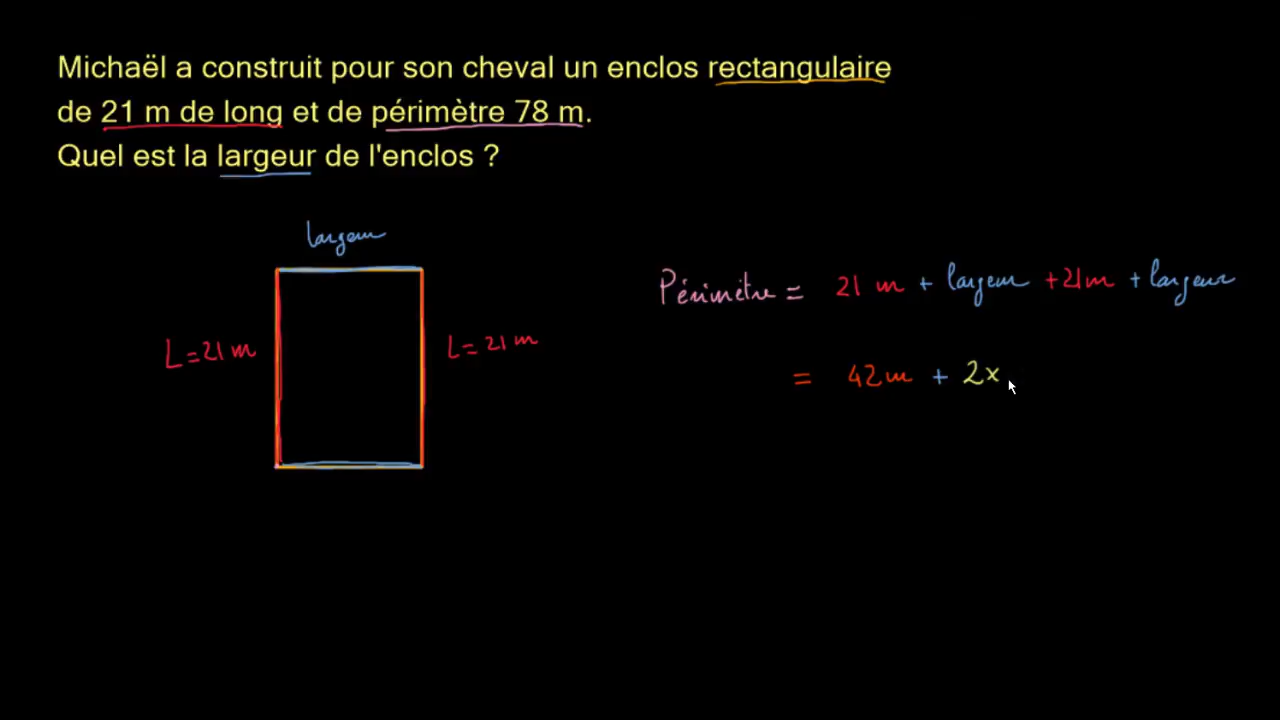 Michaël a construit pour son cheval un enclos rectangulaire
de 21 m de long et de périmètre 78 m.
Quel est la largeur de l'enclos ?
largeur
Périmètre = 21 m + largeur + 21 m + largeur
L = 21 m
L = 21 m
= 42 m + 2 x